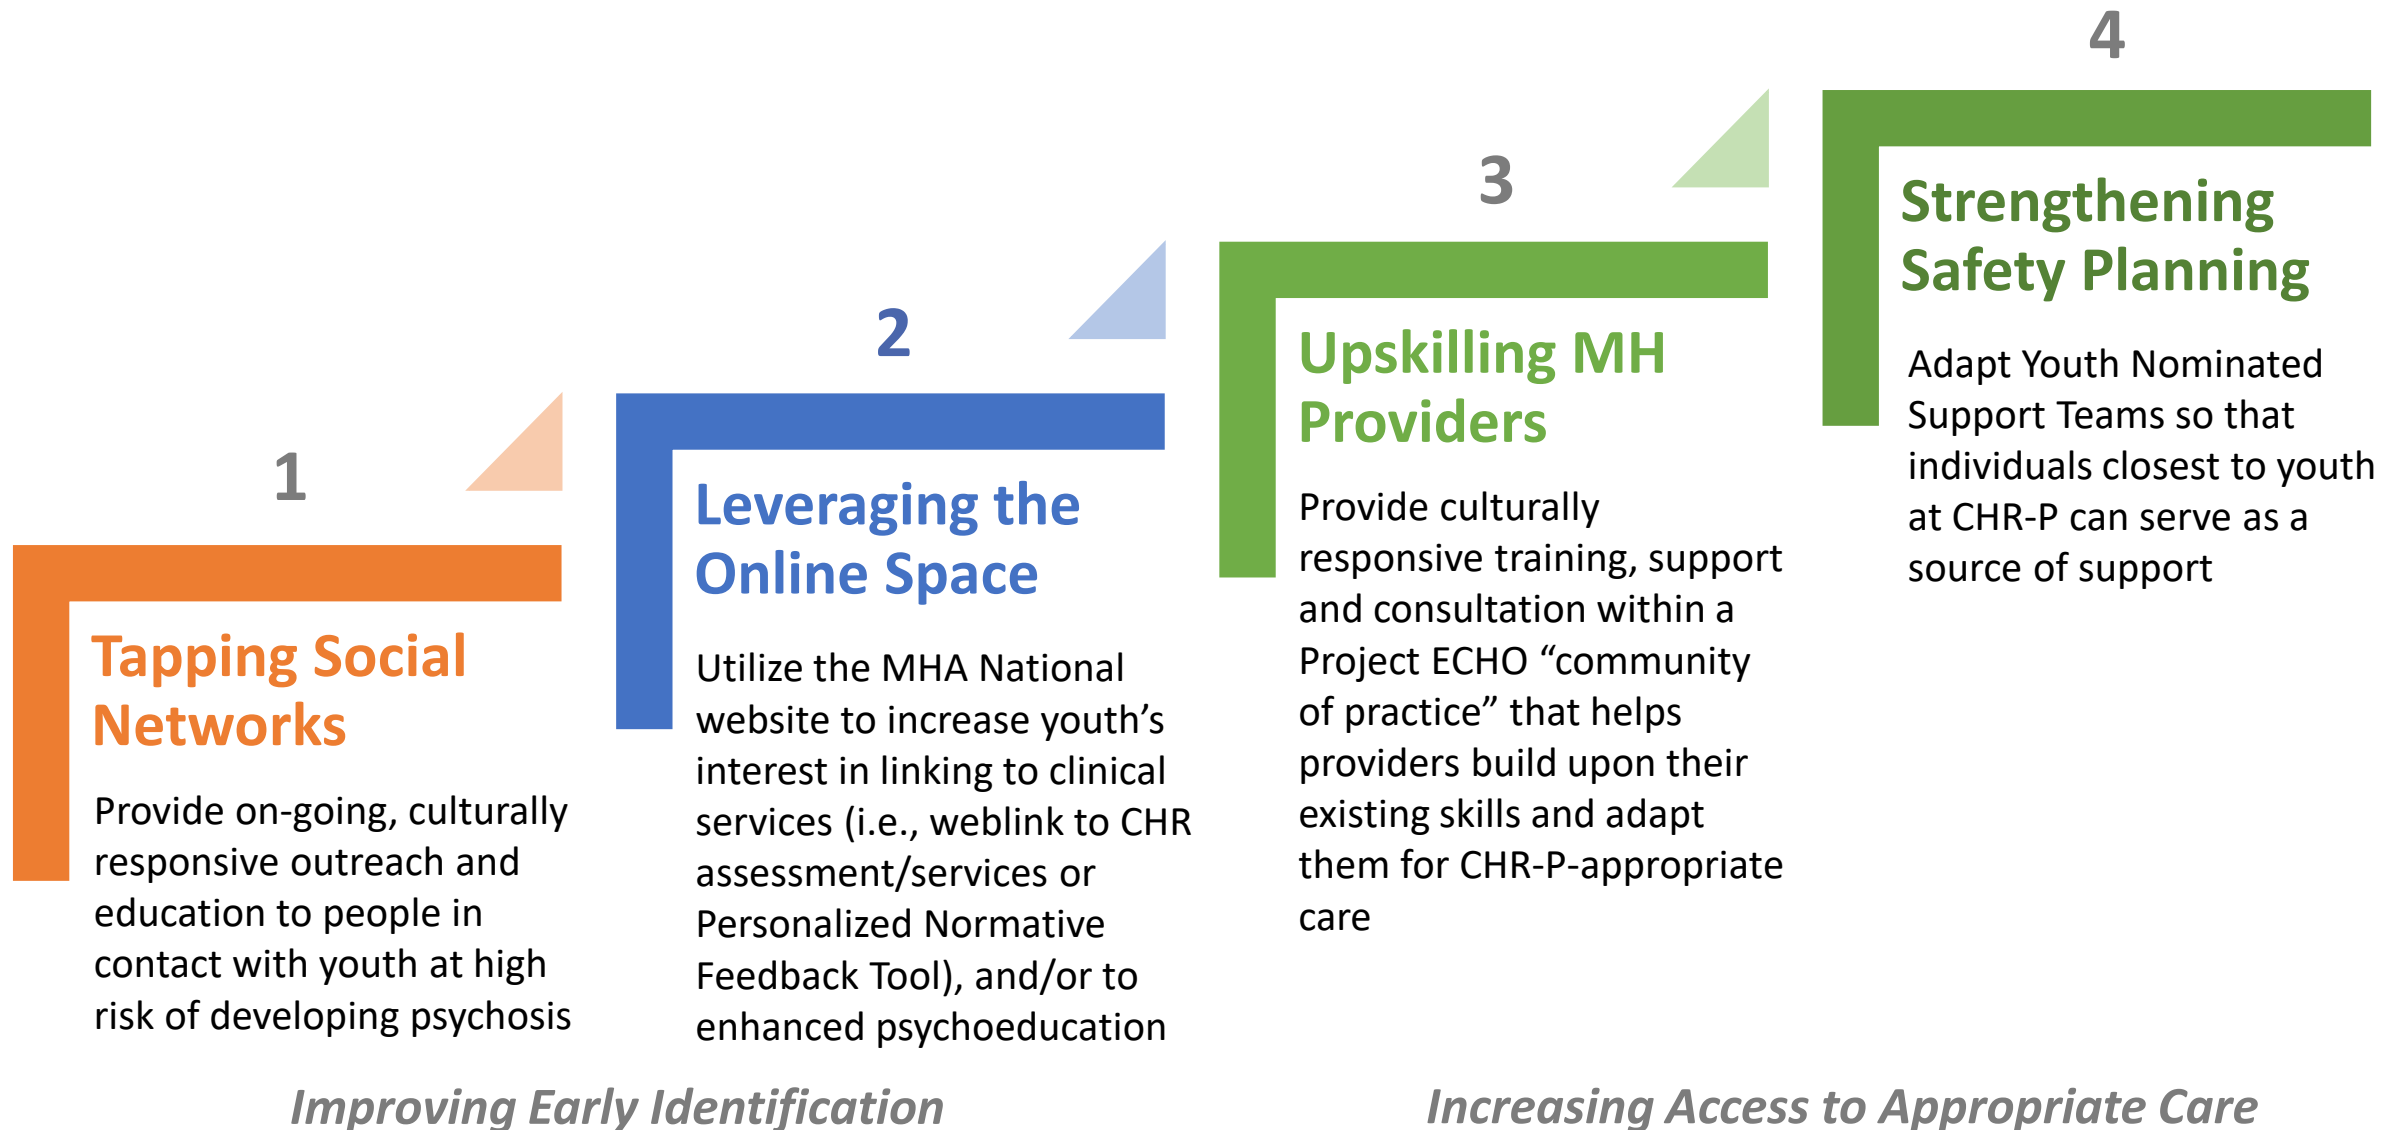 1
Tapping Social
Networks
Provide on-going, culturally
responsive outreach and
education to people in
contact with youth at high
risk of developing psychosis
2
Leveraging the
Online Space
Utilize the MHA National
website to increase youth’s
interest in linking to clinical
services (i.e., weblink to CHR
assessment/services or
Personalized Normative
Feedback Tool), and/or to
enhanced psychoeducation
3
Upskilling MH
Providers
Provide culturally
responsive training, support
and consultation within a
Project ECHO “community
of practice” that helps
providers build upon their
existing skills and adapt
them for CHR-P-appropriate
care
4
Strengthening
Safety Planning
Adapt Youth Nominated
Support Teams so that
individuals closest to youth
at CHR-P can serve as a
source of support
Improving Early Identification
Increasing Access to Appropriate Care